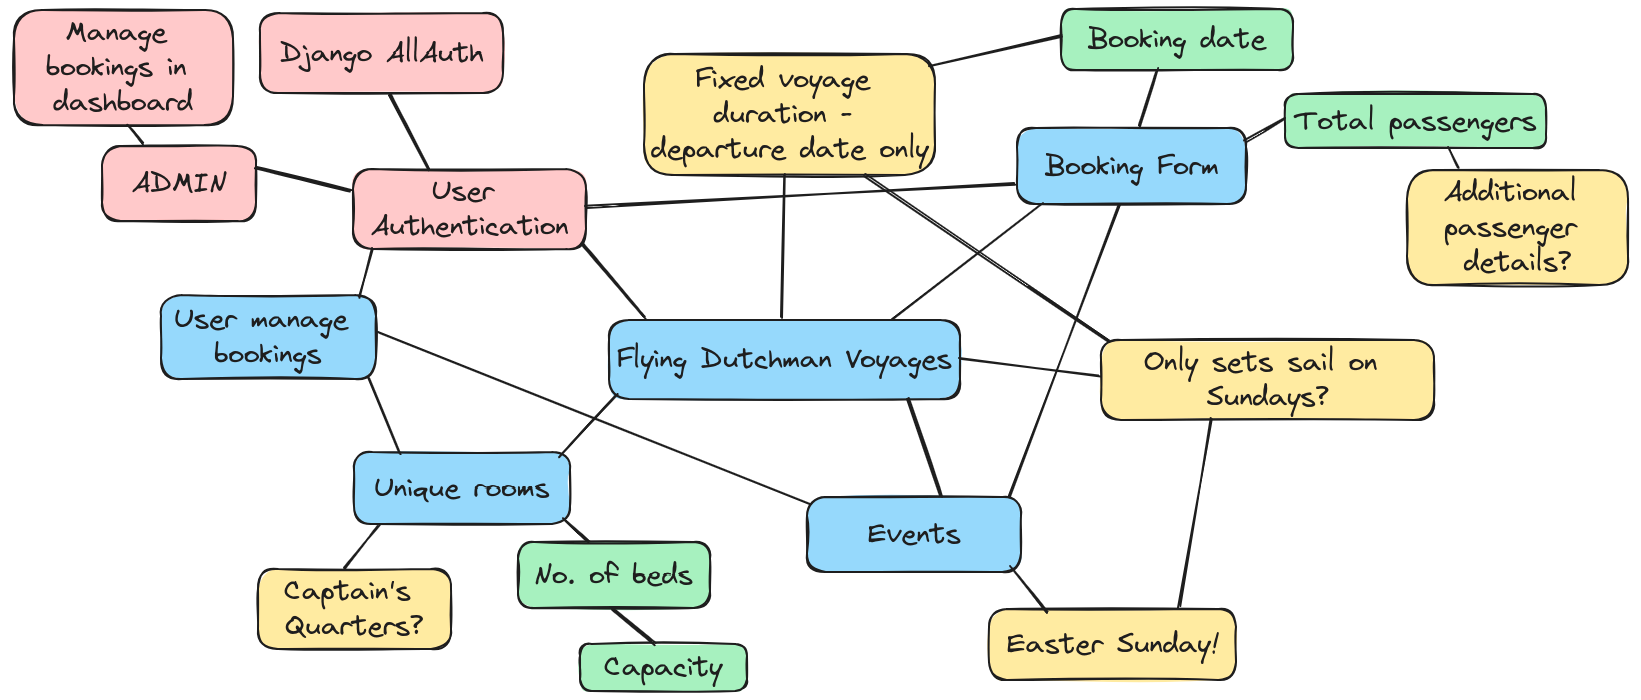 Manage
bookings in
dashboard
Django AllAuth
Fixed voyage
duration -
departure date only
Booking date
Total passengers
Booking Form
ADMIN
User
Authentication
Additional
passenger
details?
User manage
bookings
Flying Dutchman Voyages
Only sets sail on
Sundays?
Unique rooms
Events
No. of beds
Captain's
Quarters?
Easter Sunday!
Capacity